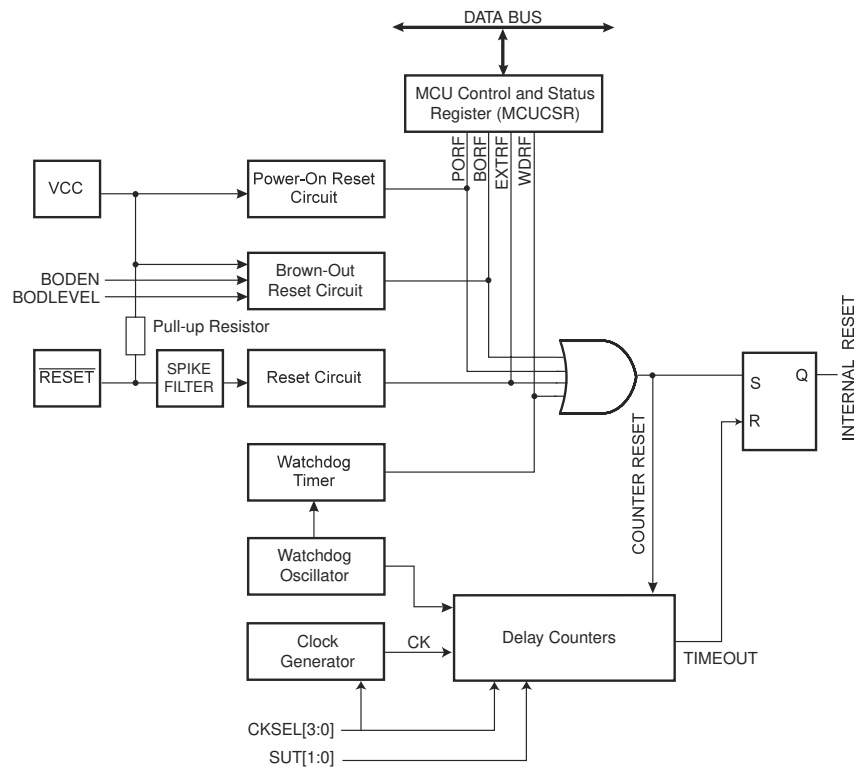 DATA BUS
MCU Control and Status
Register (MCUCSR)
PORF
BORF
EXTRF
WDRF
VCC
Power-On Reset
Circuit
BODEN
BODLEVEL
Brown-Out
Reset Circuit
Pull-up Resistor
RESET
SPIKE
FILTER
Reset Circuit
S
Q
R
INTERNAL RESET
Watchdog
Timer
COUNTER RESET
Watchdog
Oscillator
Clock
Generator
CK
Delay Counters
TIMEOUT
CKSEL[3:0]
SUT[1:0]